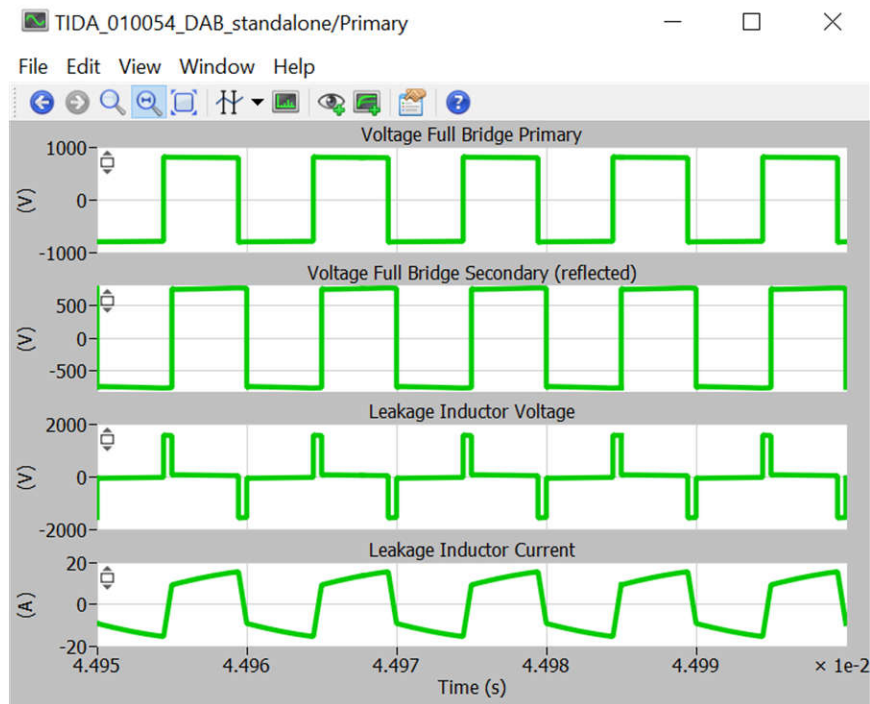 TIDA_010054_DAB_standalone/Primary
File Edit View Window Help
Voltage Full Bridge Primary
1000
0
-1000
(V)
Voltage Full Bridge Secondary (reflected)
500
0
-500
(V)
Leakage Inductor Voltage
2000
0
-2000
(V)
Leakage Inductor Current
20
0
-20
(A)
4.495 4.496 4.497 4.498 4.499 × 1e-2
Time (s)